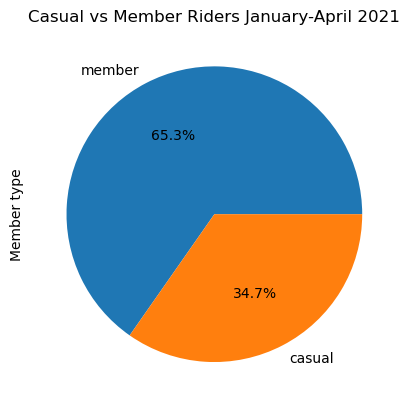 Casual vs Member Riders January-April 2021
member
65.3%
Member type
34.7%
casual